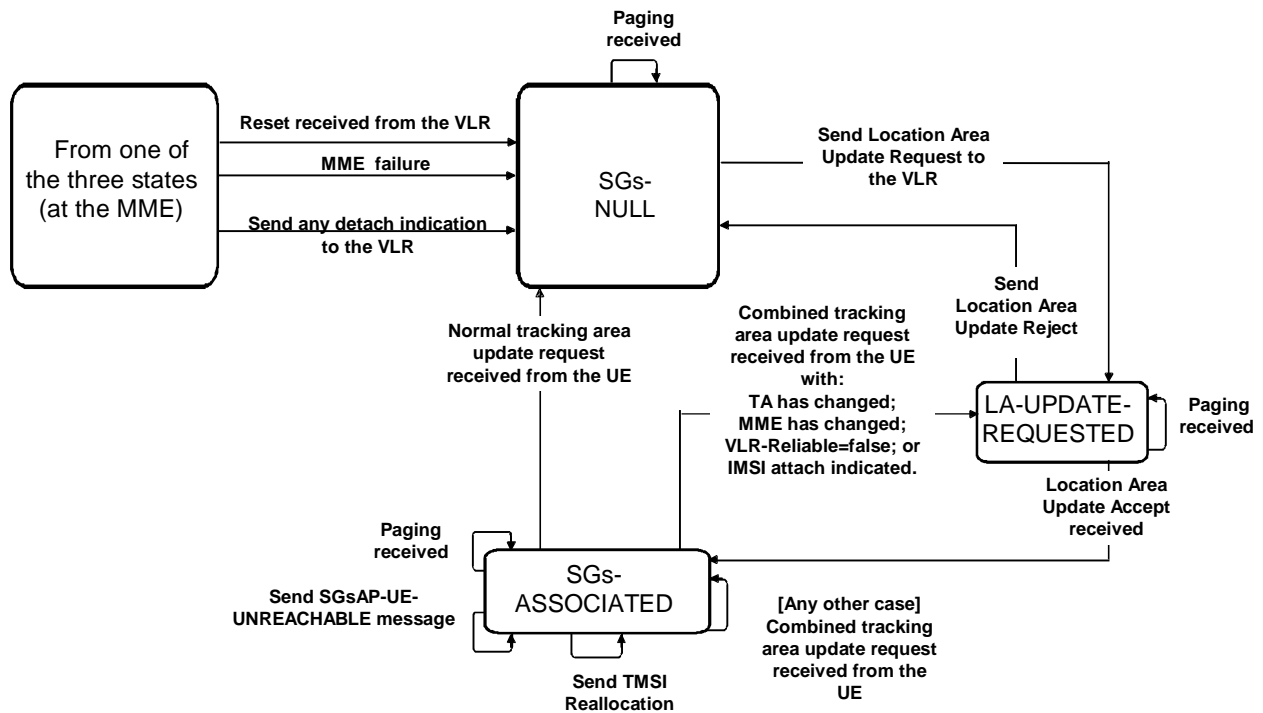 Paging
received
From one of
the three states
(at the MME)
Reset received from the VLR
MME failure
Send any detach indication
to the VLR
SGs-
NULL
Send Location Area
Update Request to
the VLR
Send
Location Area
Update Reject
Normal tracking area
update request
received from the UE
Combined tracking
area update request
received from the UE
with:
TA has changed;
MME has changed;
VLR-Reliable=false; or
IMSI attach indicated.
LA-UPDATE-
REQUESTED
Paging
received
Location Area
Update Accept
received
Paging
received
Send SGsAP-UE-
UNREACHABLE message
SGs-
ASSOCIATED
[Any other case]
Combined tracking
area update request
received from the
UE
Send TMSI
Reallocation